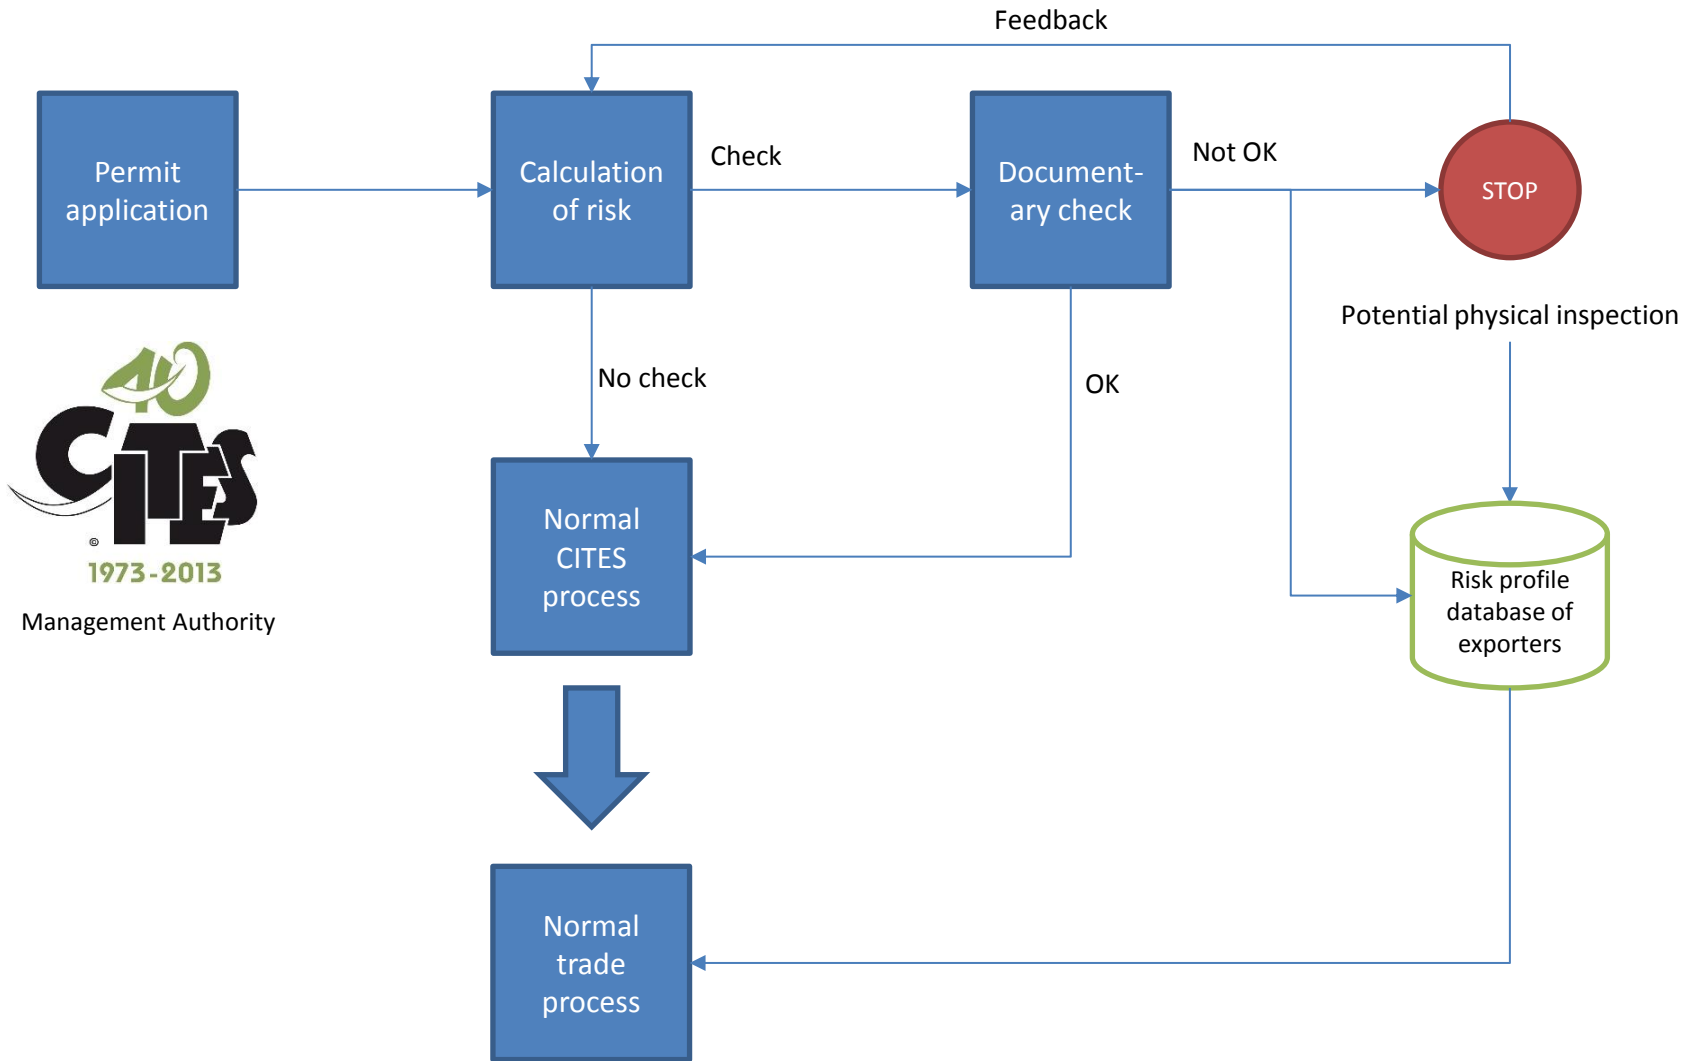 Feedback
Permit
application
Calculation
of risk
Check
Document-
ary check
Not OK
STOP
Potential physical inspection
No check
OK
40
CITES
©
1973-2013
Management Authority
Normal
CITES
process
Risk profile
database of
exporters
Normal
trade
process